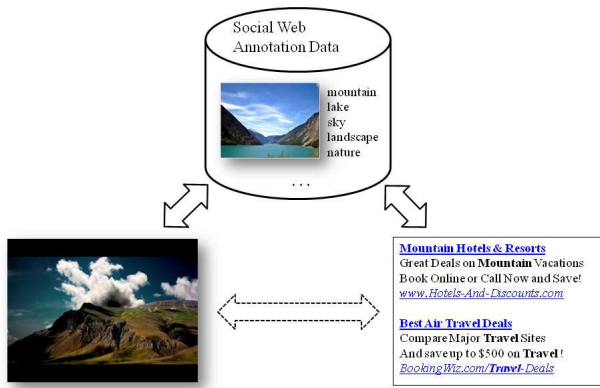 Social Web
Annotation Data
mountain
lake
sky
landscape
nature
...
Mountain Hotels & Resorts
Great Deals on Mountain Vacations
Book Online or Call Now and Save!
www.Hotels-And-Discounts.com
Best Air Travel Deals
Compare Major Travel Sites
And save up to $500 on Travel !
BookingWiz.com/Travel-Deals